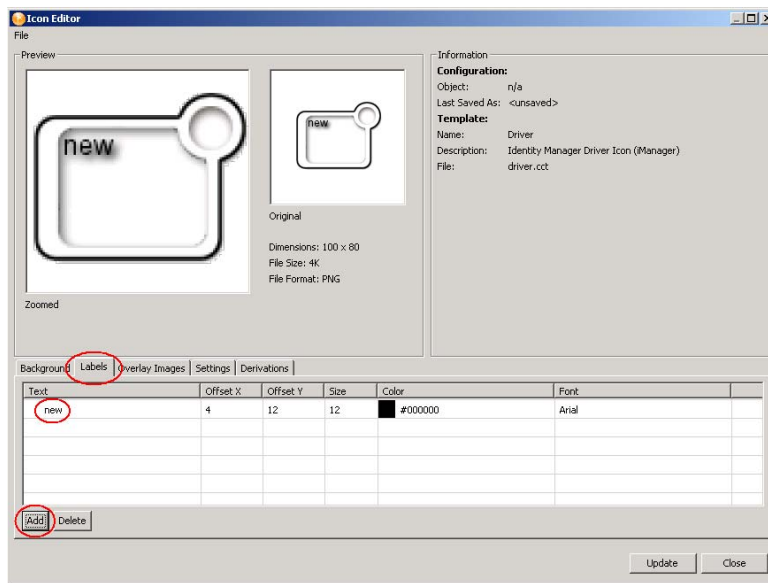 Icon Editor
File
Preview
new
Zoomed
new
Original
Dimensions: 100 x 80
File Size: 4K
File Format: PNG
Information
Configuration:
Object: n/a
Last Saved As: <unsaved>
Template:
Name: Driver
Description: Identity Manager Driver Icon (iManager)
File: driver.cct
Background Labels Overlay Images Settings Derivations
Text Offset X Offset Y Size Color Font
new 4 12 12 #000000 Arial
Add Delete
Update Close